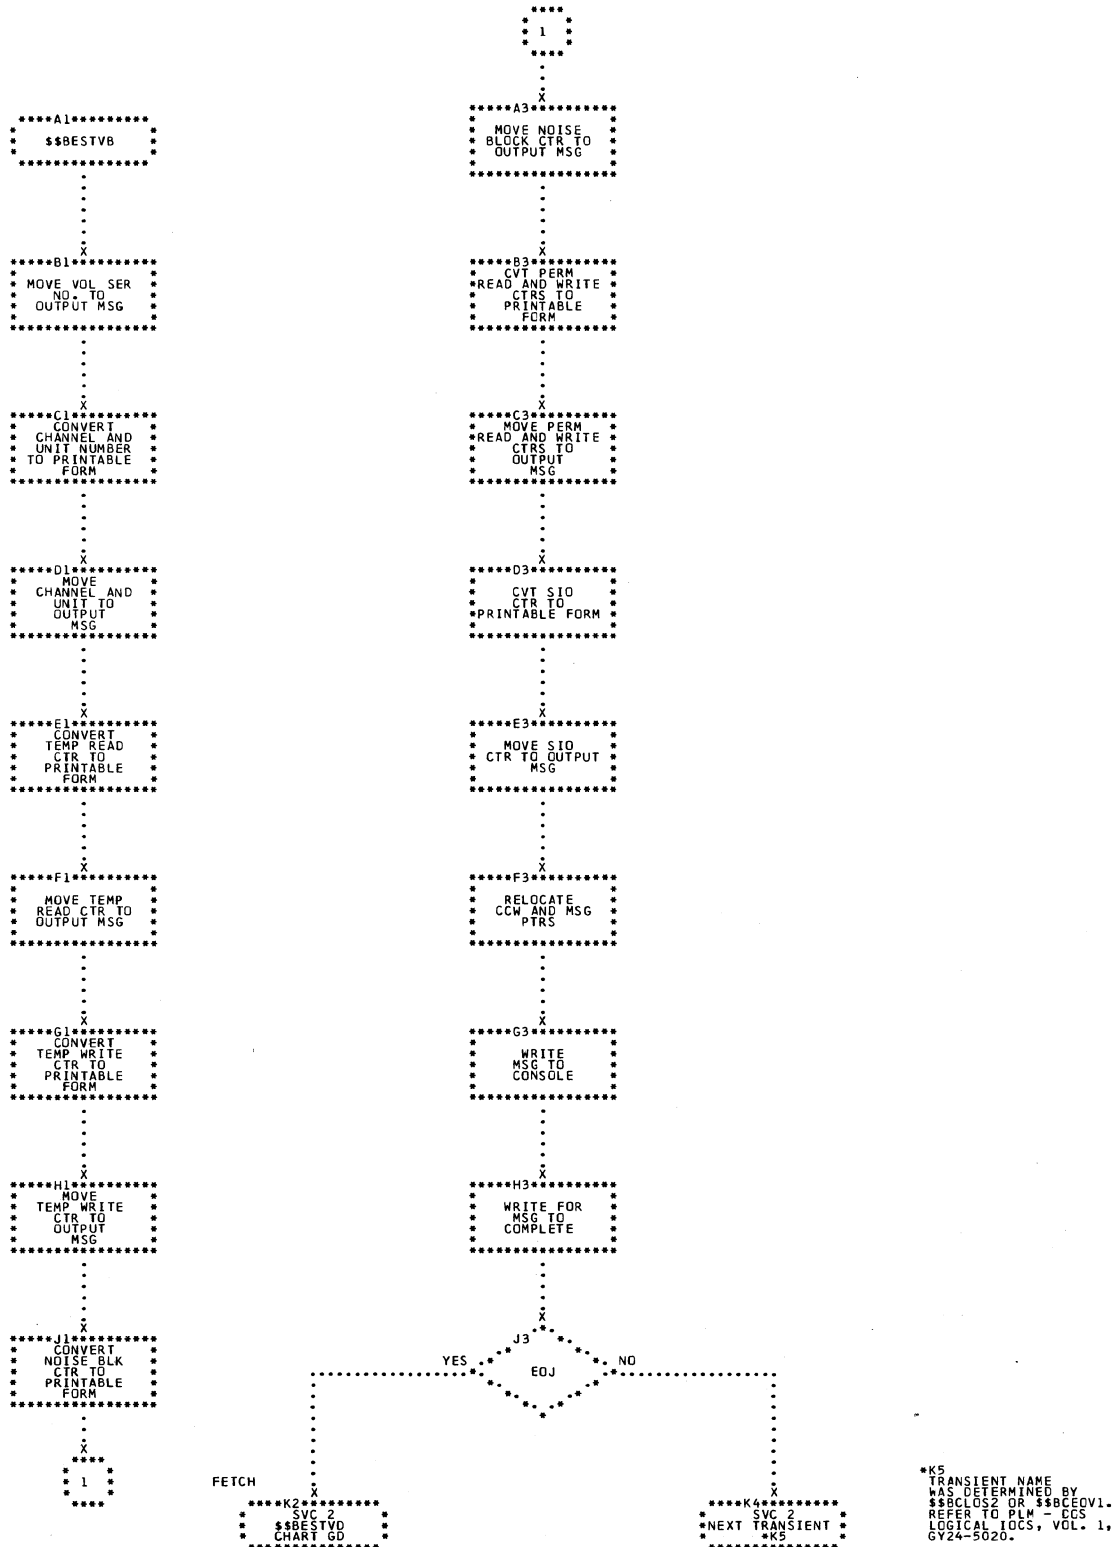 A1
$$BESTVB
B1
MOVE VOL SER
NO. TO
OUTPUT MSG
C1
CONVERT
CHANNEL AND
UNIT NUMBER
TO PRINTABLE
FORM
D1
MOVE
CHANNEL AND
UNIT TO
OUTPUT
MSG
E1
CONVERT
TEMP READ
CTR TO
PRINTABLE
FORM
F1
MOVE TEMP
READ CTR TO
OUTPUT MSG
G1
CONVERT
TEMP WRITE
CTR TO
PRINTABLE
FORM
H1
MOVE
TEMP WRITE
CTR TO
OUTPUT
MSG
J1
CONVERT
NOISE BLK
CTR TO
PRINTABLE
FORM
1
1
A3
MOVE NOISE
BLOCK CTR TO
OUTPUT MSG
B3
CVT PERM
READ AND WRITE
CTRS TO
PRINTABLE
FORM
C3
MOVE PERM
READ AND WRITE
CTRS TO
OUTPUT
MSG
D3
CVT SIO
CTR TO
PRINTABLE FORM
E3
MOVE SIO
CTR TO OUTPUT
MSG
F3
RELOCATE
CCW AND MSG
PTRS
G3
WRITE
MSG TO
CONSOLE
H3
WRITE FOR
MSG TO
COMPLETE
J3
EOJ
YES
NO
FETCH
K2
SVC 2
$$BESTVD
CHART GD
K4
SVC 2
NEXT TRANSIENT
*K5
*K5
TRANSIENT NAME
WAS DETERMINED BY
$$BCLOS2 OR $$BCEOV1.
REFER TO PLM - DOS
LOGICAL IOCS, VOL. 1,
GY24-5020.